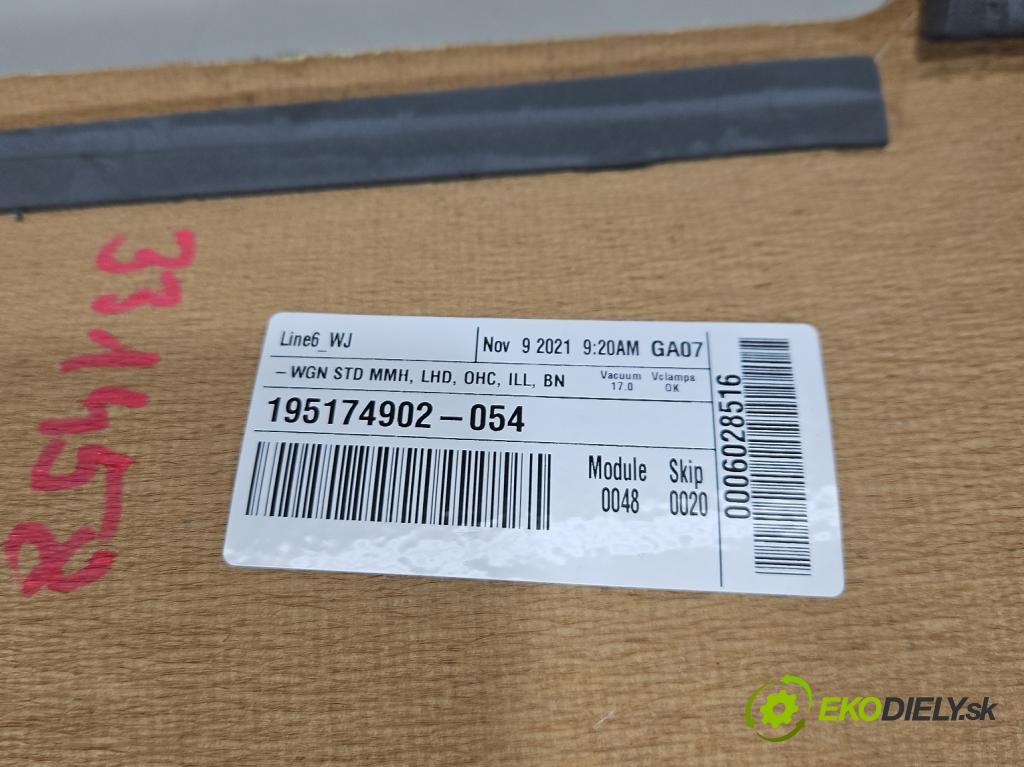 Line6_WJ
Nov 9 2021 9:20AM GA07
– WGN STD MMH, LHD, OHC, ILL, BN
Vacuum 17.0
Vclamps OK
195174902–054
Module 0048
Skip 0020
0006028516
331458
EKODIELY.sk